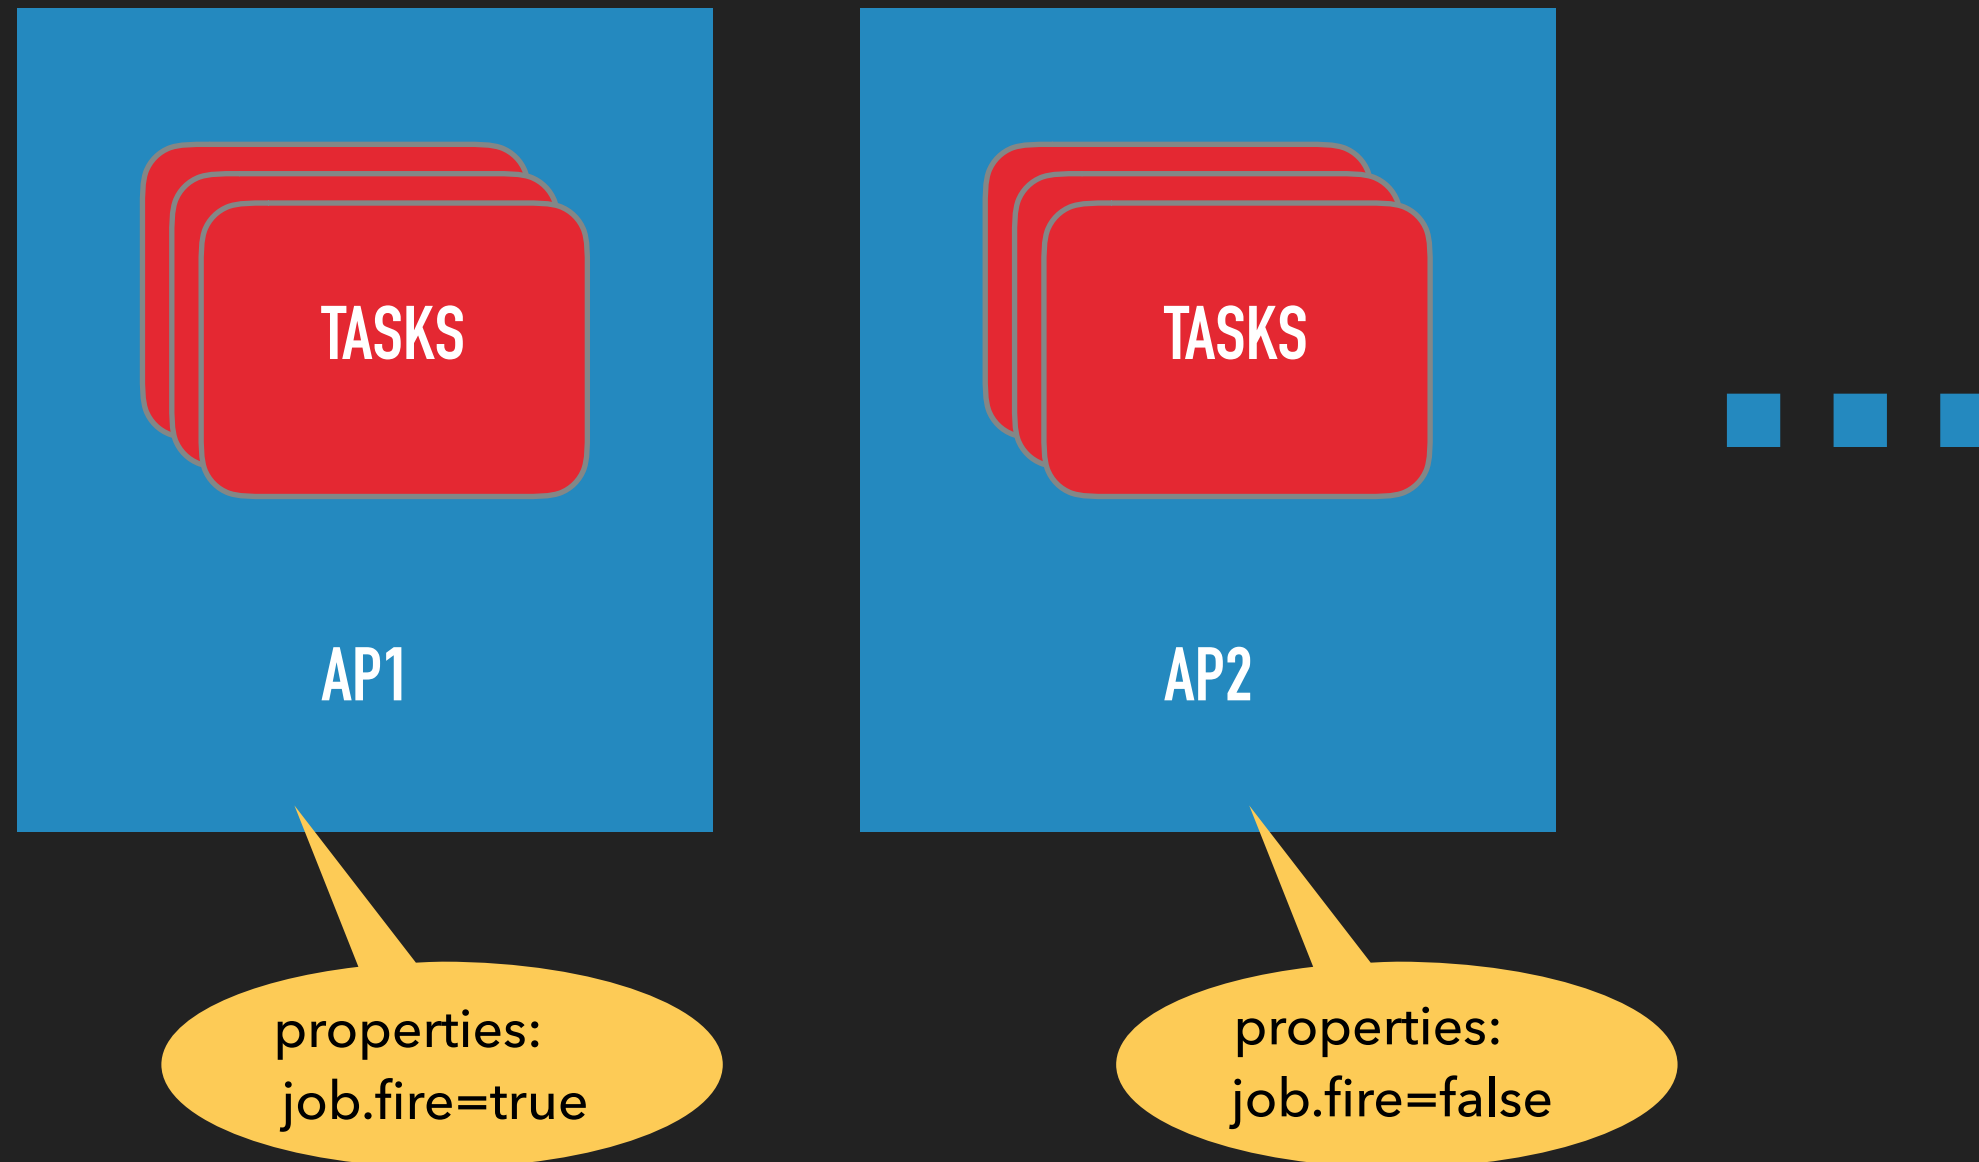 TASKS
AP1
properties:
job.fire=true
TASKS
AP2
properties:
job.fire=false